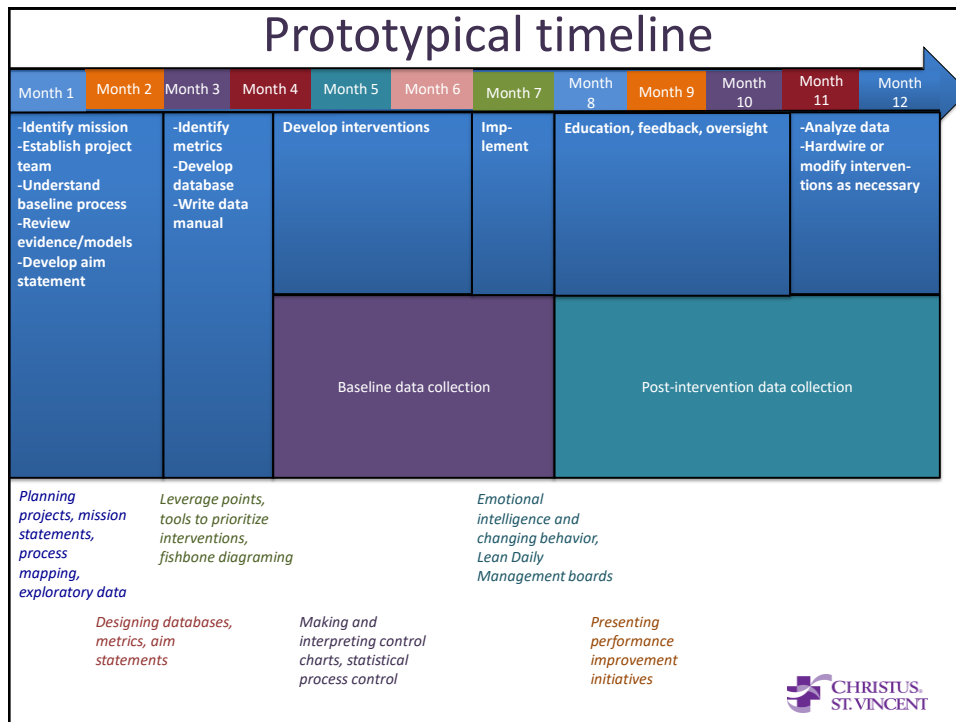 Prototypical timeline
Month 1
Month 2
Month 3
Month 4
Month 5
Month 6
Month 7
Month
8
Month 9
Month
10
Month
11
Month
12
-Identify mission
-Establish project
team
-Understand
baseline process
-Review
evidence/models
-Develop aim
statement
-Identify
metrics
-Develop
database
-Write data
manual
Develop interventions
Imp-
lement
Education, feedback, oversight
-Analyze data
-Hardwire or
modify interven-
tions as necessary
Baseline data collection
Post-intervention data collection
Planning
projects, mission
statements,
process
mapping,
exploratory data
Leverage points,
tools to prioritize
interventions,
fishbone diagraming
Emotional
intelligence and
changing behavior,
Lean Daily
Management boards
Designing databases,
metrics, aim
statements
Making and
interpreting control
charts, statistical
process control
Presenting
performance
improvement
initiatives
CHRISTUS®
ST. VINCENT